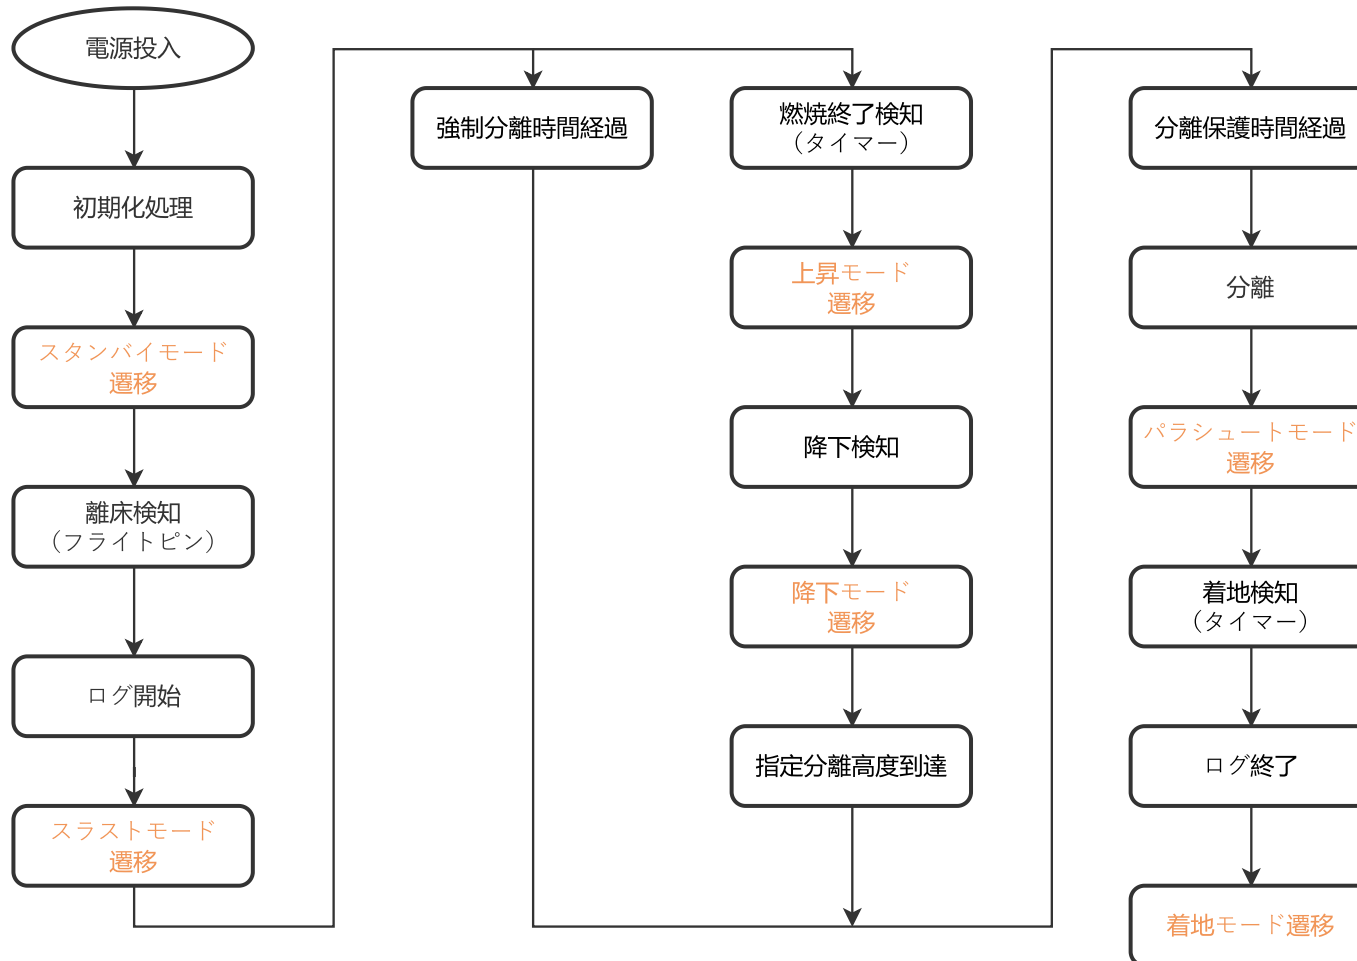 電源投入
初期化処理
スタンバイモード
遷移
離床検知
（フライトピン）
ログ開始
スラストモード
遷移
強制分離時間経過
燃焼終了検知
（タイマー）
上昇モード
遷移
降下検知
降下モード
遷移
指定分離高度到達
分離保護時間経過
分離
パラシュートモード
遷移
着地検知
（タイマー）
ログ終了
着地モード遷移